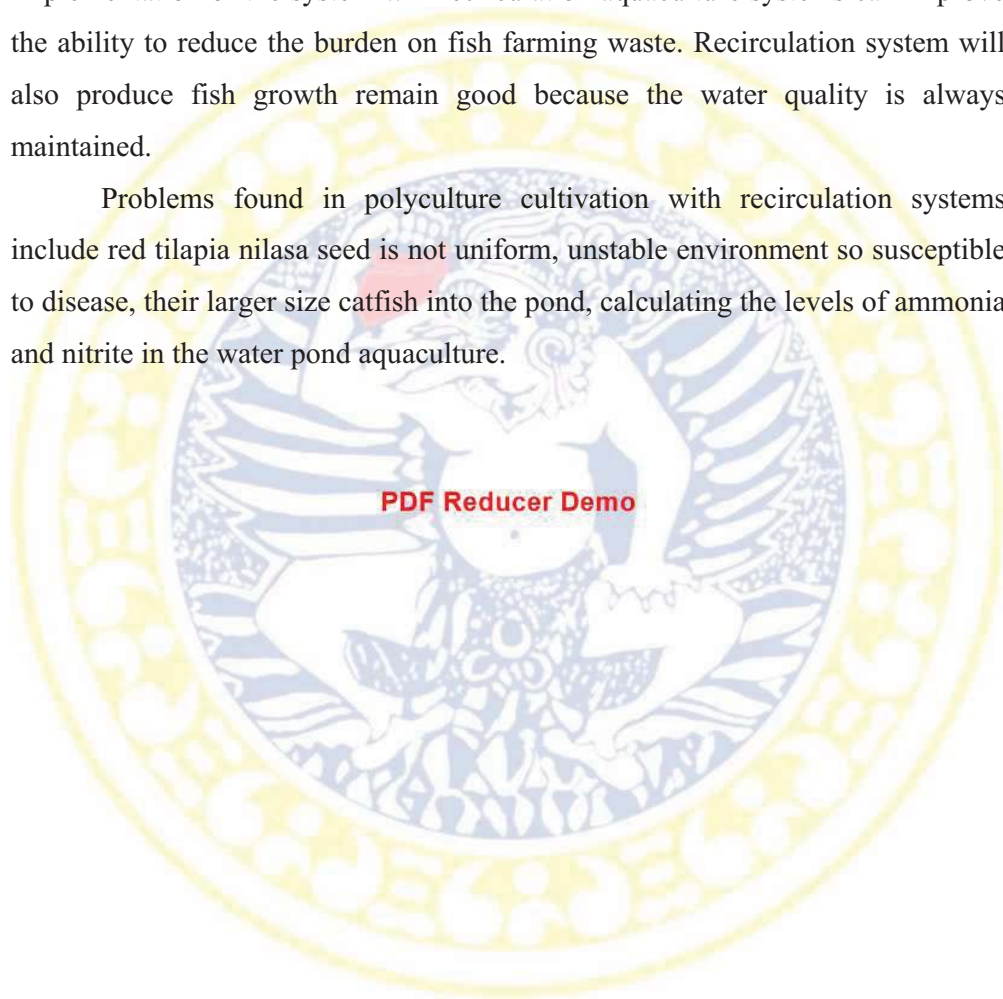 the ability to reduce the burden on fish farming waste. Recirculation system will
also produce fish growth remain good because the water quality is always
maintained.
Problems found in polyculture cultivation with recirculation systems
include red tilapia nilasa seed is not uniform, unstable environment so susceptible
to disease, their larger size catfish into the pond, calculating the levels of ammonia
and nitrite in the water pond aquaculture.
PDF Reducer Demo